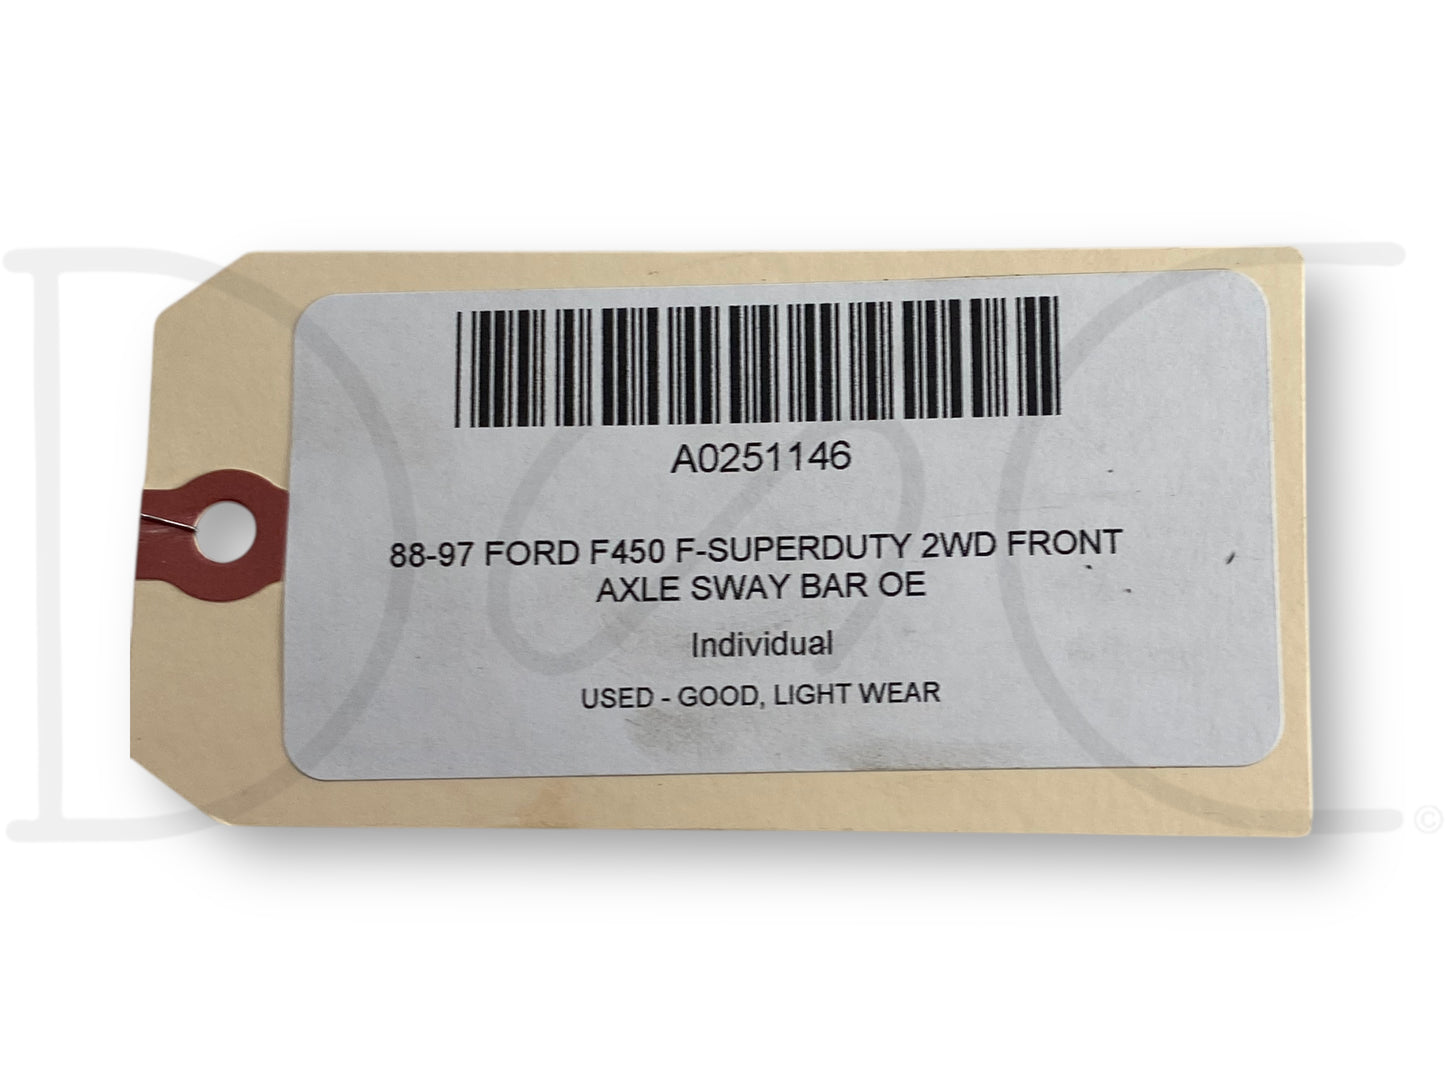 A0251146
88-97 FORD F450 F-SUPERDUTY 2WD FRONT
AXLE SWAY BAR OE
Individual
USED - GOOD, LIGHT WEAR
D&C
©